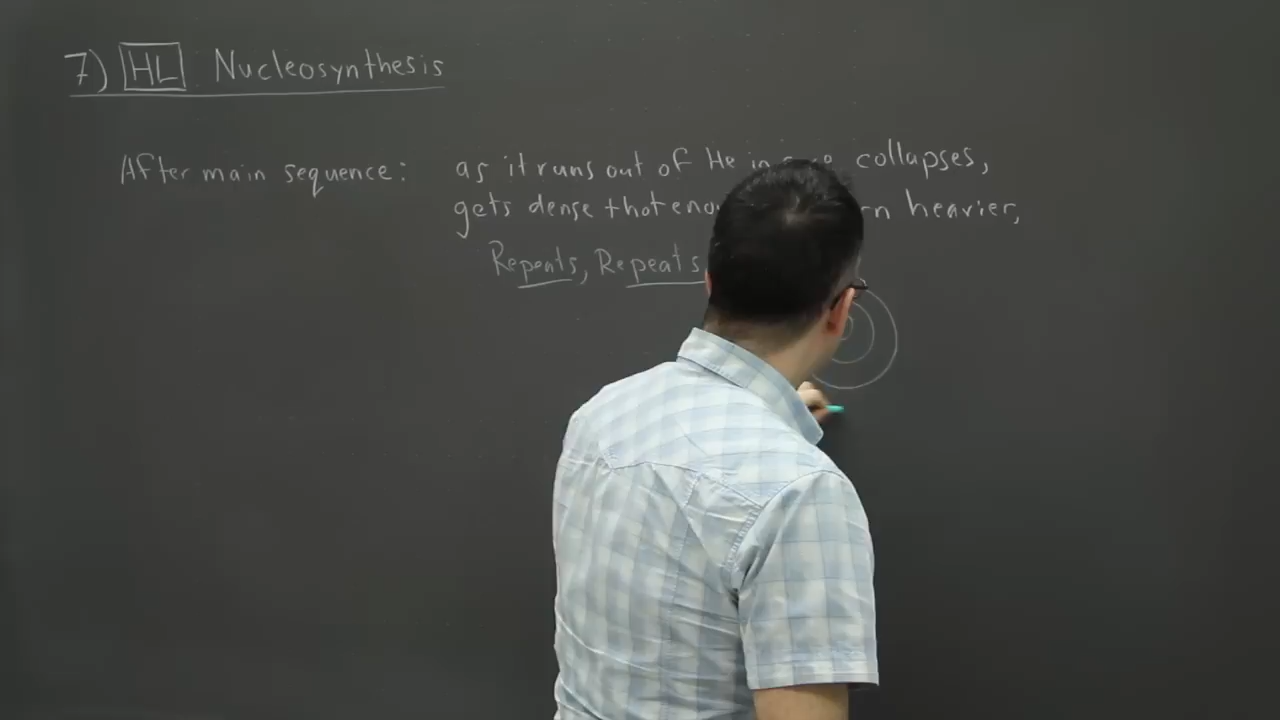 7) HL Nucleosynthesis
After main sequence: as it runs out of He in collapses,
gets dense that heavier,
Repeats, Repeats